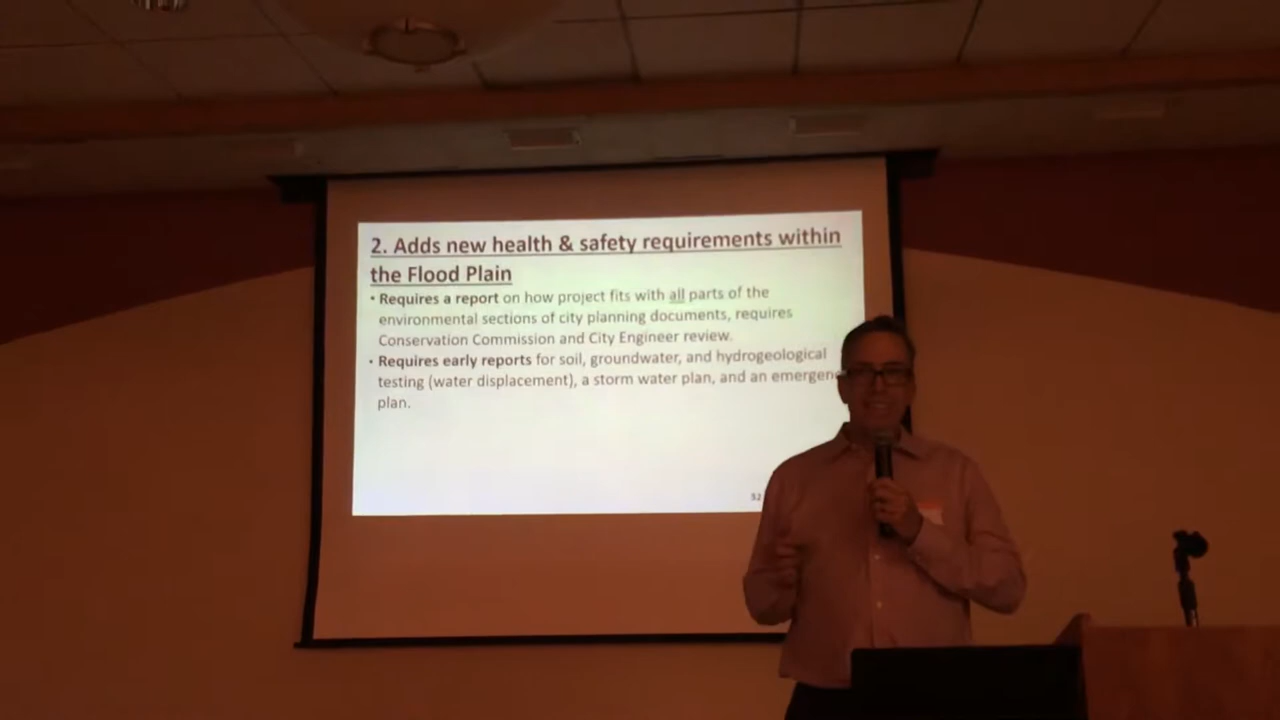 2. Adds new health & safety requirements within
the Flood Plain
• Requires a report on how project fits with all parts of the
environmental sections of city planning documents, requires
Conservation Commission and City Engineer review.
• Requires early reports for soil, groundwater, and hydrogeological
testing (water displacement), a storm water plan, and an emergenc
plan.
52